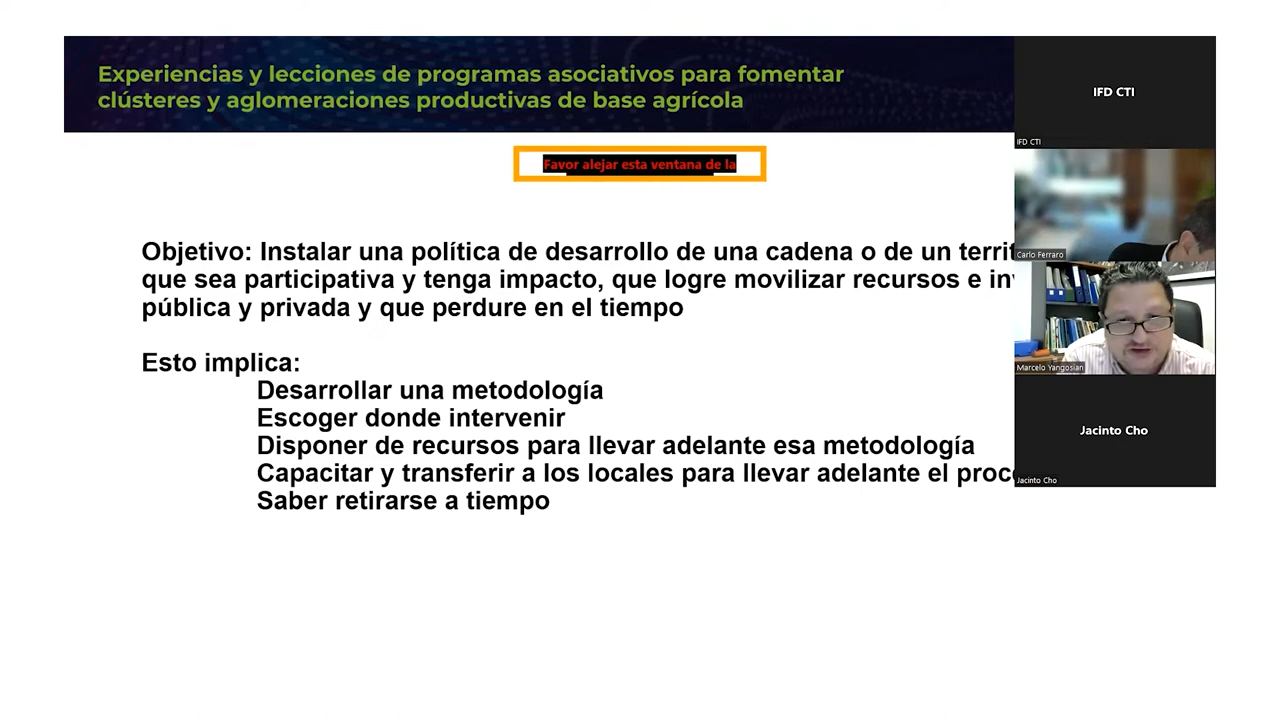 Experiencias y lecciones de programas asociativos para fomentar
clústeres y aglomeraciones productivas de base agrícola
Favor alejar esta ventana de la
Objetivo: Instalar una política de desarrollo de una cadena o de un
que sea participativa y tenga impacto, que logre movilizar recursos e
pública y privada y que perdure en el tiempo
Esto implica:
Desarrollar una metodología
Escoger donde intervenir
Disponer de recursos para llevar adelante esa metodología
Capacitar y transferir a los locales para llevar adelante el
Saber retirarse a tiempo
IFD CTI
IFD CTI
Carlo Ferraro
Marcelo Yangosian
Jacinto Cho
Jacinto Cho